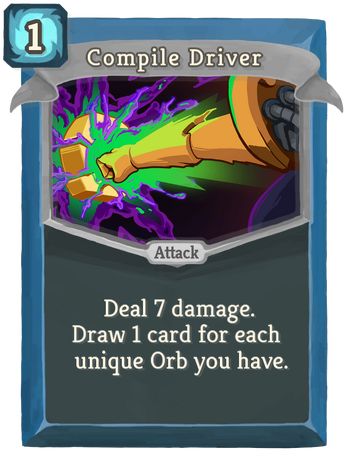 1
Compile Driver
Attack
Deal 7 damage.
Draw 1 card for each
unique Orb you have.